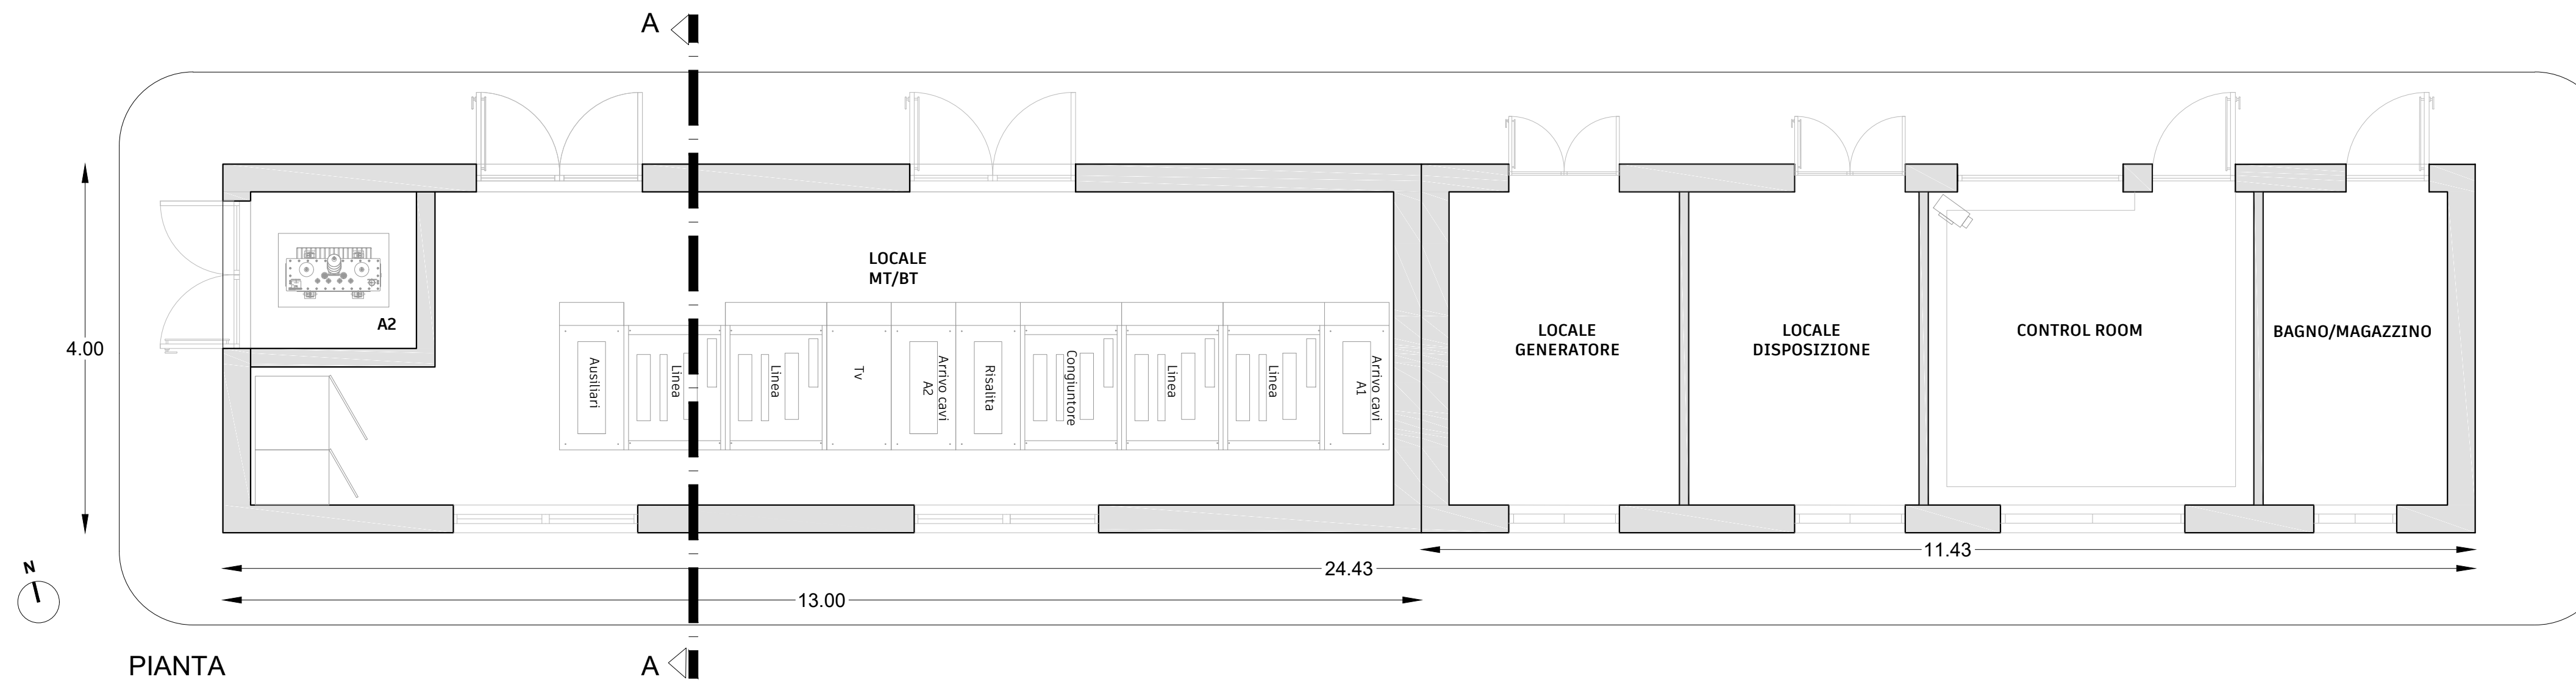 A
LOCALE
MT/BT
A2
4.00
LOCALE
GENERATORE
LOCALE
DISPOSIZIONE
CONTROL ROOM
BAGNO/MAGAZZINO
Ausiliari
Linea
Linea
Tv
Arrivo cavi
A2
Risalita
Congiuntore
Linea
Linea
Arrivo cavi
A1
11.43
24.43
13.00
N
PIANTA
A